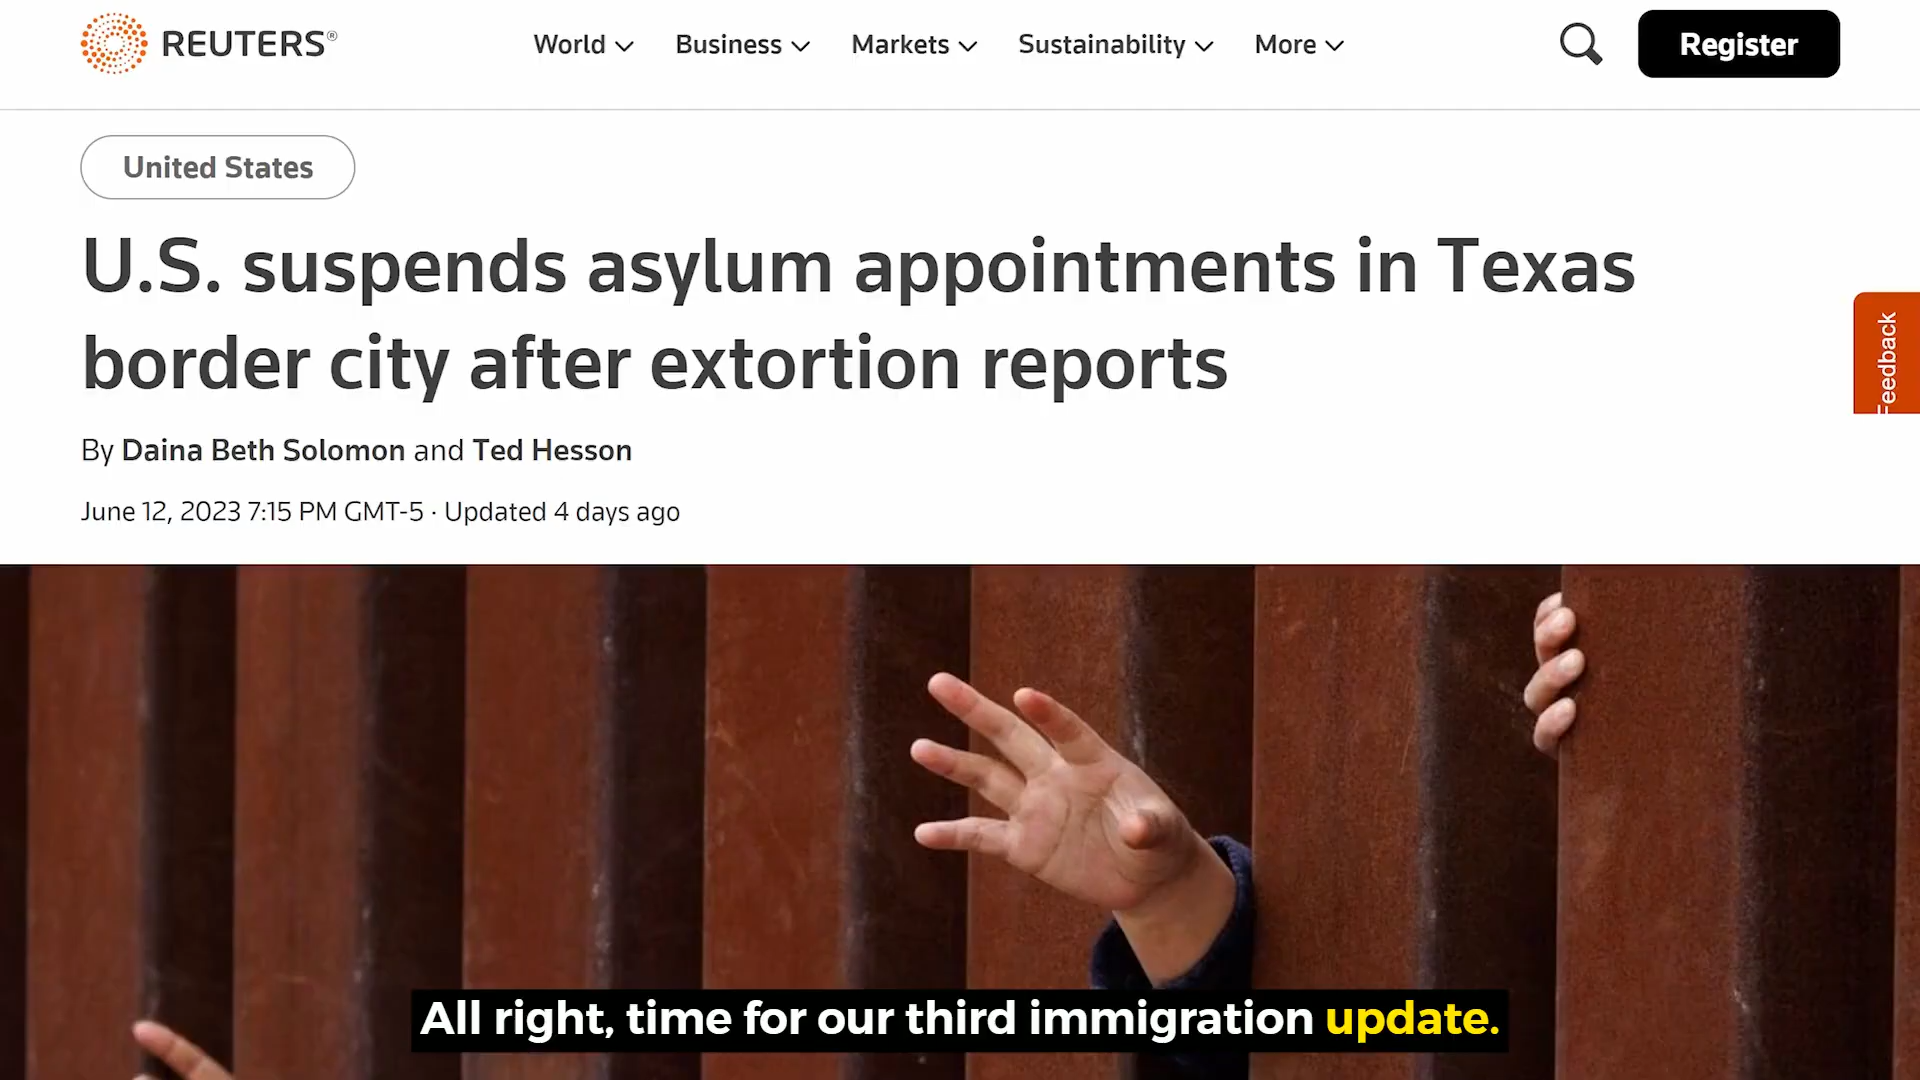 REUTERS®
World Business Markets Sustainability More
Register
United States
U.S. suspends asylum appointments in Texas
border city after extortion reports
Feedback
By Daina Beth Solomon and Ted Hesson
June 12, 2023 7:15 PM GMT-5 · Updated 4 days ago
All right, time for our third immigration update.